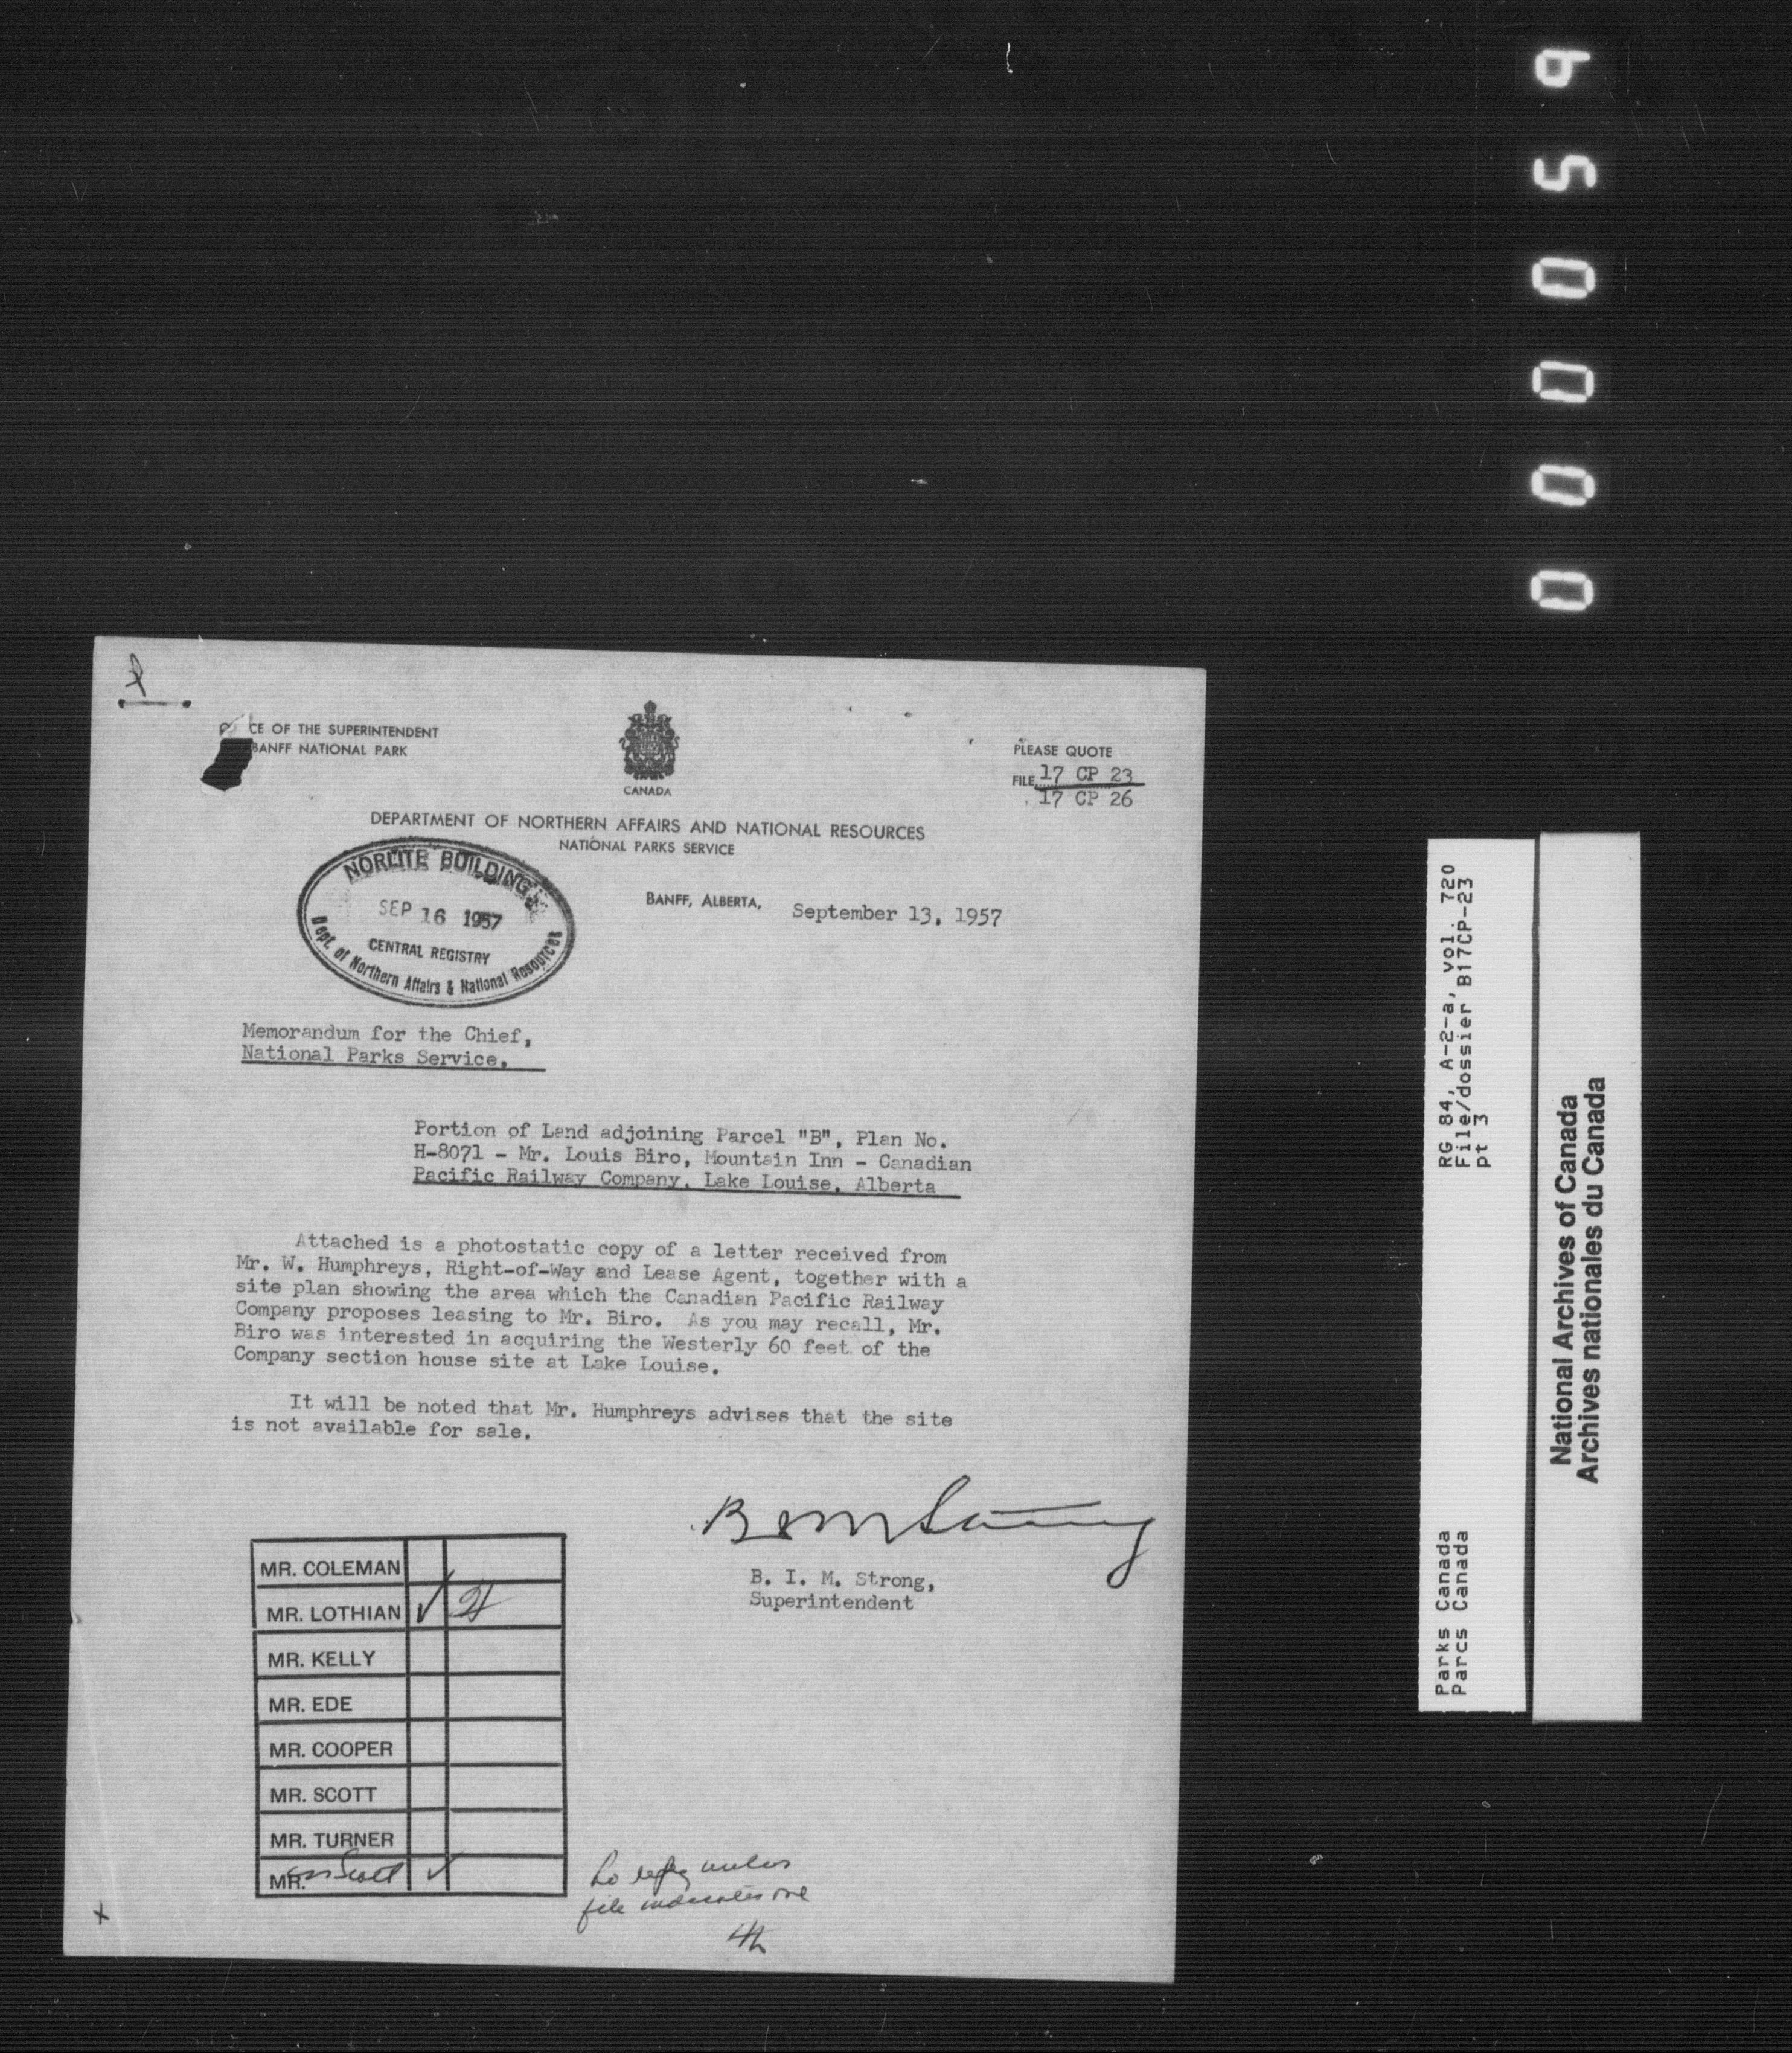 OFFICE OF THE SUPERINTENDENT
BANFF NATIONAL PARK
CANADA
PLEASE QUOTE
FILE 17 CP 23
17 CP 26
DEPARTMENT OF NORTHERN AFFAIRS AND NATIONAL RESOURCES
NATIONAL PARKS SERVICE
NORLITE BUILDING
SEP 16 1957
CENTRAL REGISTRY
Dept. of Northern Affairs & National Resources
BANFF, ALBERTA, September 13, 1957
Memorandum for the Chief,
National Parks Service.
Portion of Land adjoining Parcel "B", Plan No.
H-8071 - Mr. Louis Biro, Mountain Inn - Canadian
Pacific Railway Company, Lake Louise, Alberta
Attached is a photostatic copy of a letter received from
Mr. W. Humphreys, Right-of-Way and Lease Agent, together with a
site plan showing the area which the Canadian Pacific Railway
Company proposes leasing to Mr. Biro. As you may recall, Mr.
Biro was interested in acquiring the Westerly 60 feet of the
Company section house site at Lake Louise.
It will be noted that Mr. Humphreys advises that the site
is not available for sale.
B. I. M. Strong,
Superintendent
MR. COLEMAN
MR. LOTHIAN ✓
MR. KELLY
MR. EDE
MR. COOPER
MR. SCOTT
MR. TURNER
MR. Scott ✓
No reply unless
file indicates one
000059
RG 84, A-2-a, vol. 720
File/dossier B17CP-23
pt 3
Parks Canada
Parcs Canada
National Archives of Canada
Archives nationales du Canada